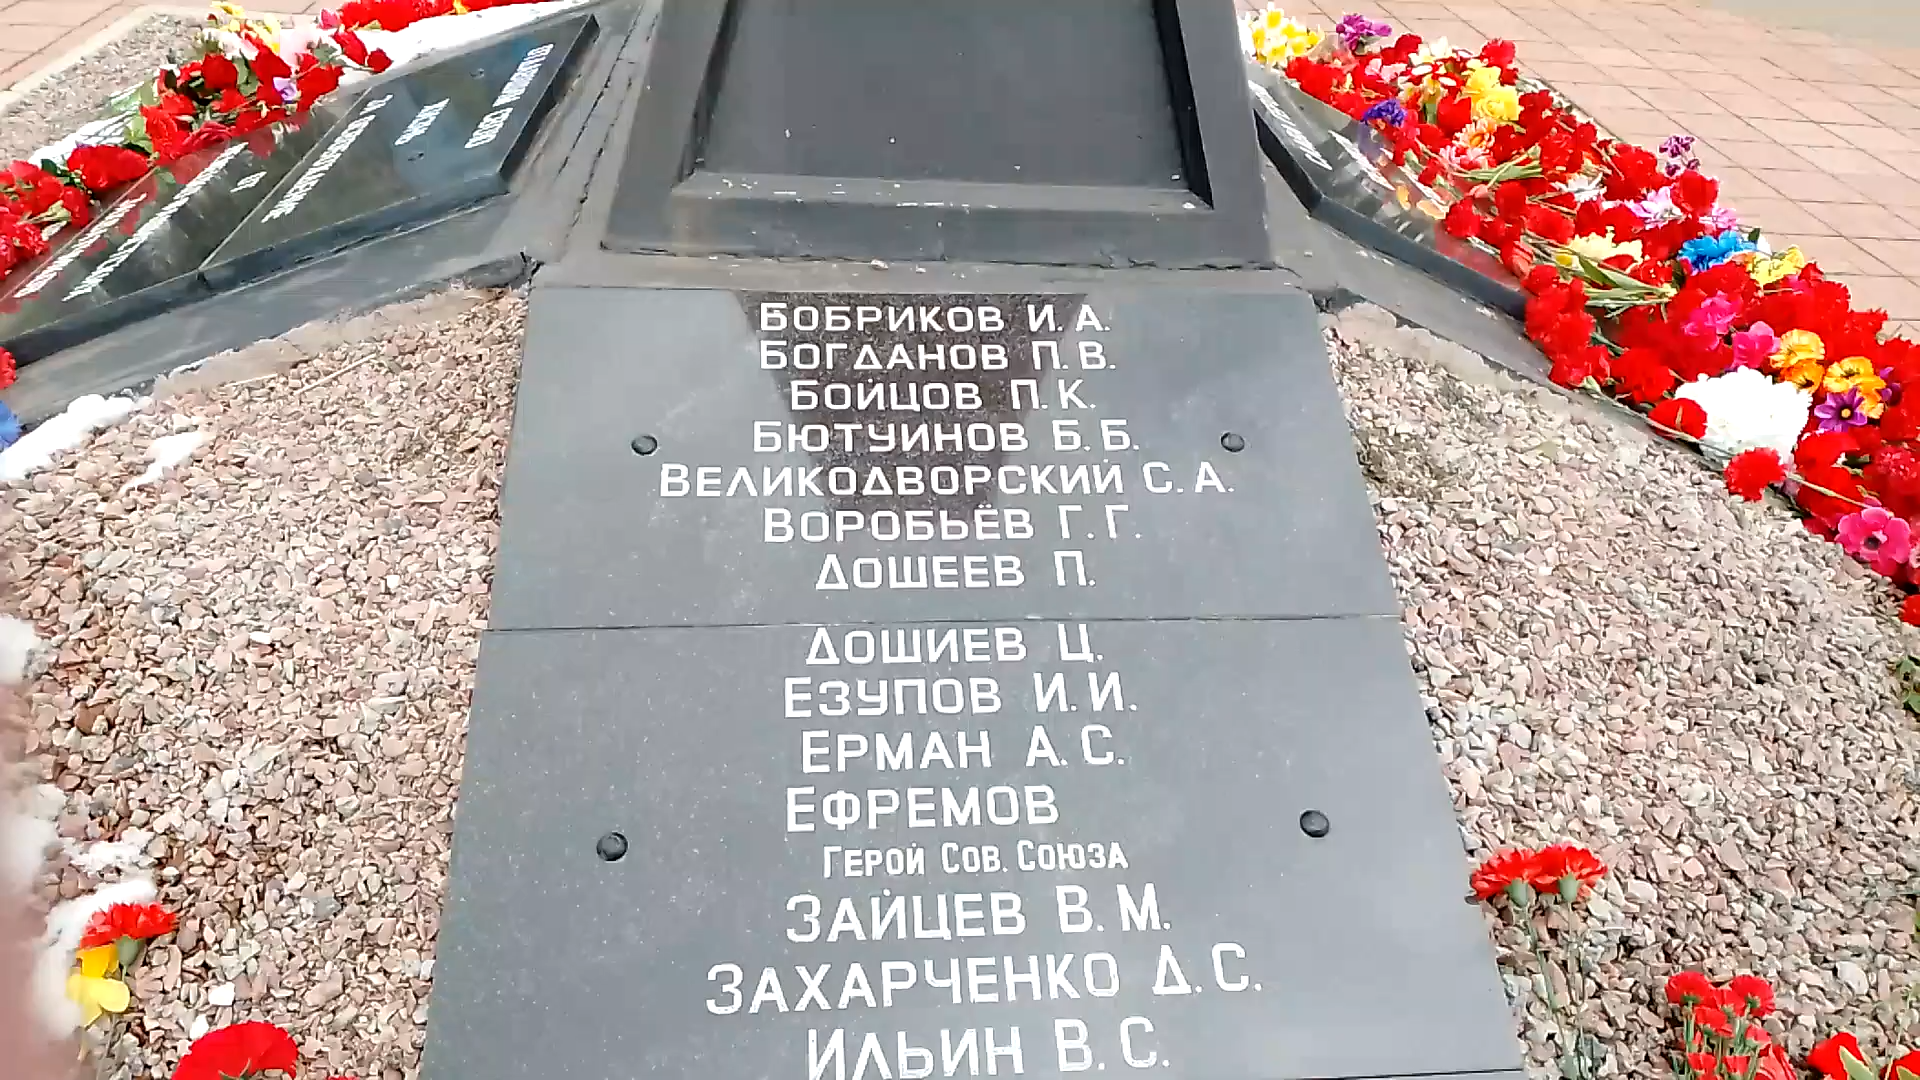 БОБРИКОВ И. А.
БОГДАНОВ П. В.
БОЙЦОВ П. К.
БЮТУИНОВ Б. Б.
ВЕЛИКОДВОРСКИЙ С. А.
ВОРОБЬЁВ Г. Г.
ДОШЕЕВ П.
ДОШИЕВ Ц.
ЕЗУПОВ И. И.
ЕРМАН А. С.
ЕФРЕМОВ
ГЕРОЙ СОВ. СОЮЗА
ЗАЙЦЕВ В. М.
ЗАХАРЧЕНКО Д. С.
ИЛЬИН В. С.